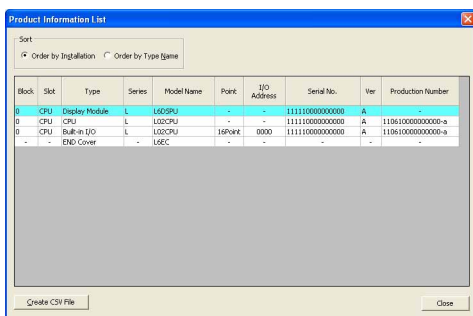 Product Information List
Sort
Order by Installation Order by Type Name
Block Slot Type Series Model Name Point I/O Address Serial No. Ver Production Number
0 CPU Display Module L L6DSPU - - 111110000000000 A -
0 CPU CPU L L02CPU - - 111110000000000 A 110610000000000-a
0 CPU Built-in I/O L L02CPU 16Point 0000 111110000000000 A 110610000000000-a
- - END Cover - L6EC - - - - -
Create CSV File Close